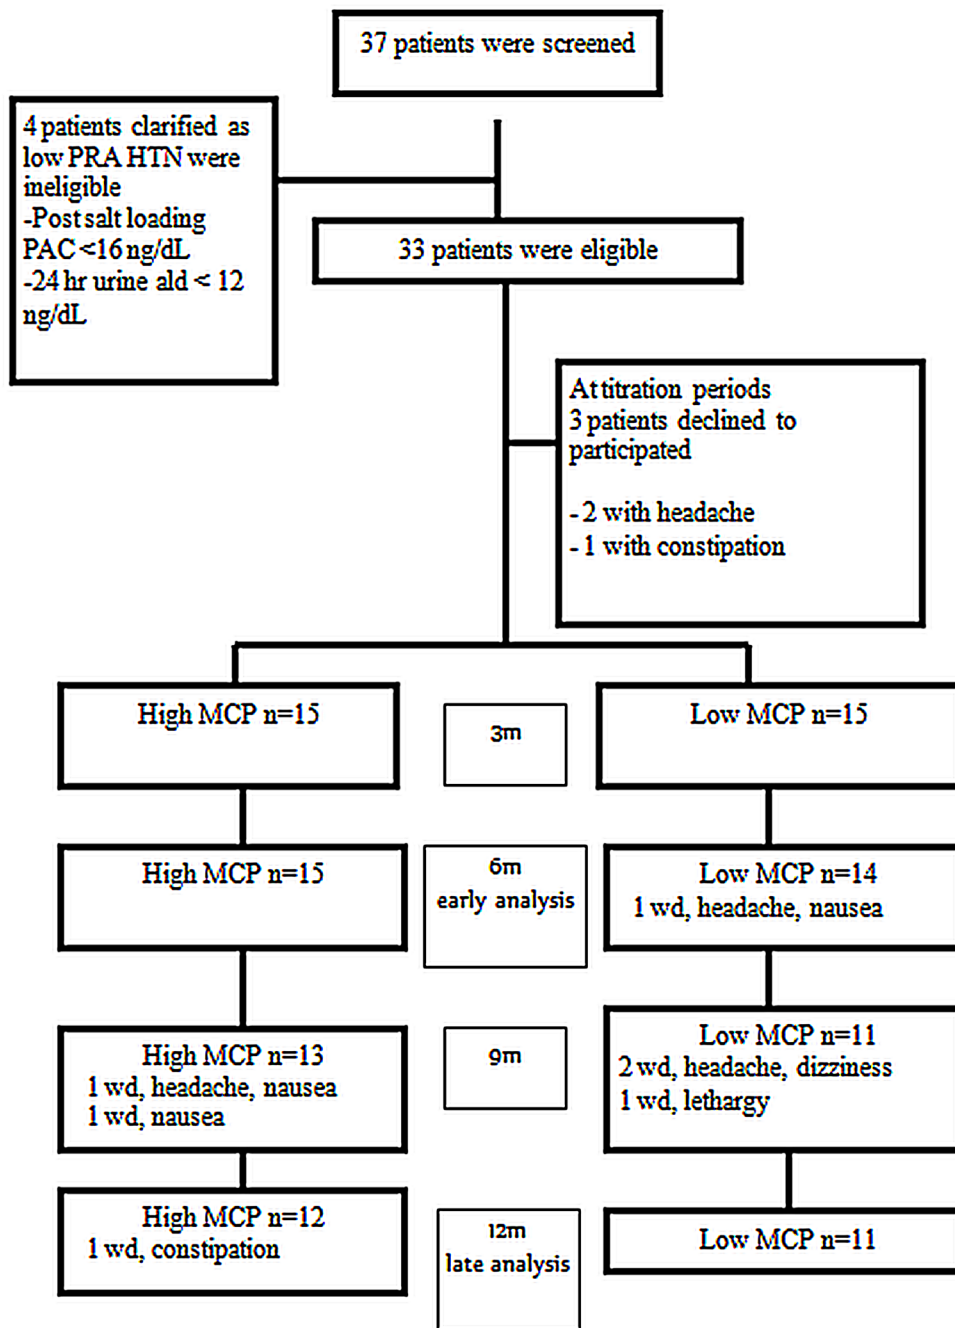 37 patients were screened
4 patients clarified as
low PRA HTN were
ineligible
-Post salt loading
PAC <16 ng/dL
-24 hr urine ald < 12
ng/dL
33 patients were eligible
At titration periods
3 patients declined to
participated
- 2 with headache
- 1 with constipation
High MCP n=15
3m
Low MCP n=15
High MCP n=15
6m
early analysis
Low MCP n=14
1 wd, headache, nausea
High MCP n=13
1 wd, headache, nausea
1 wd, nausea
9m
Low MCP n=11
2 wd, headache, dizziness
1 wd, lethargy
High MCP n=12
1 wd, constipation
12m
late analysis
Low MCP n=11